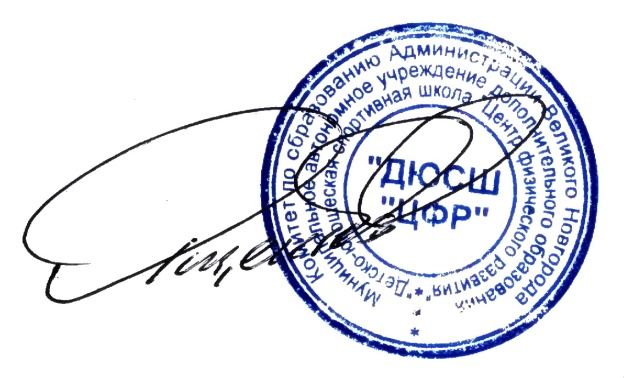 Комитет по образованию Администрации Великого Новгорода
Муниципальное автономное учреждение дополнительного образования
"Детско-юношеская спортивная школа "Центр физического развития"
"ДЮСШ
"ЦФР"